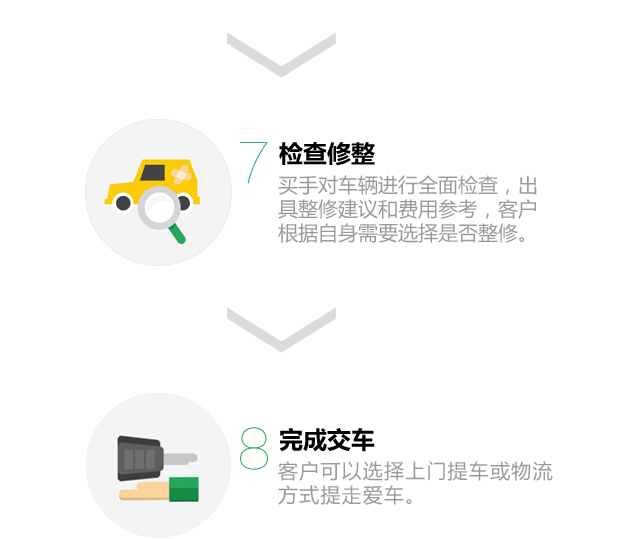 7 检查修整
买手对车辆进行全面检查，出
具整修建议和费用参考，客户
根据自身需要选择是否整修。
8 完成交车
客户可以选择上门提车或物流
方式提走爱车。